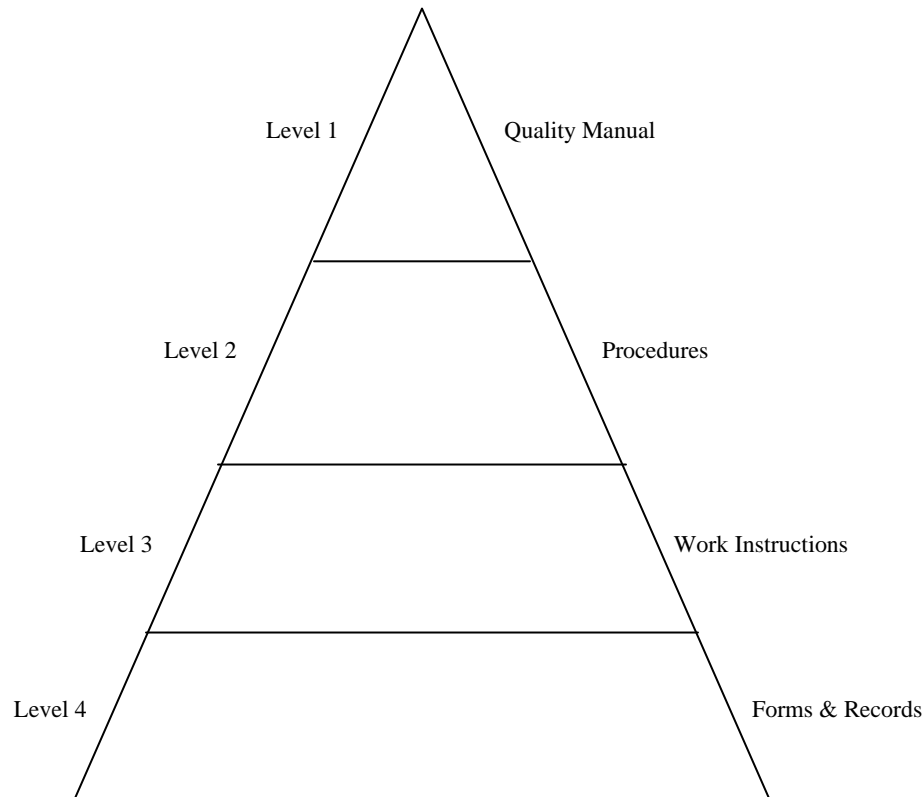 Level 1
Quality Manual
Level 2
Procedures
Level 3
Work Instructions
Level 4
Forms & Records